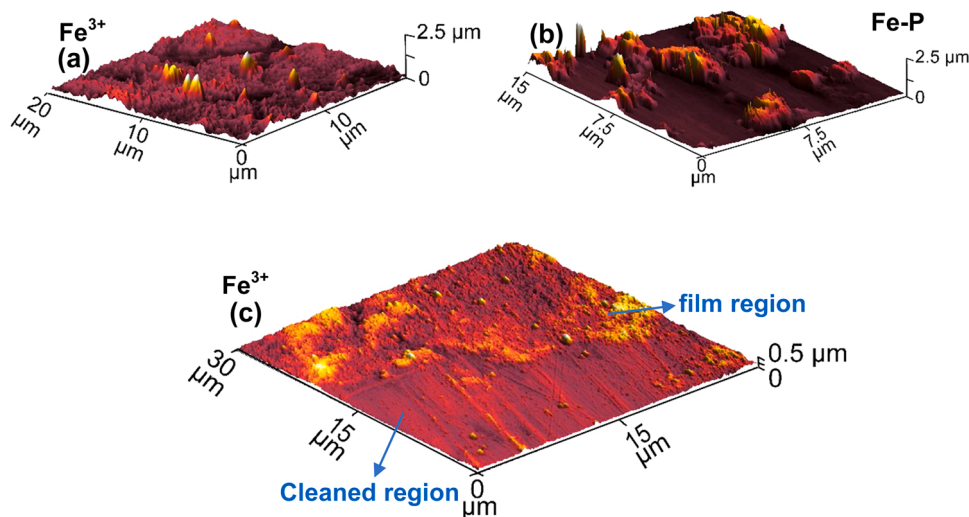 Fe³⁺
(a)
2.5 µm
0
20
µm
10
µm
0
µm
10
µm
(b)
Fe-P
2.5 µm
0
15
µm
7.5
µm
0
µm
7.5
µm
Fe³⁺
(c)
film region
0.5 µm
0
30
µm
15
µm
0
µm
15
µm
Cleaned region